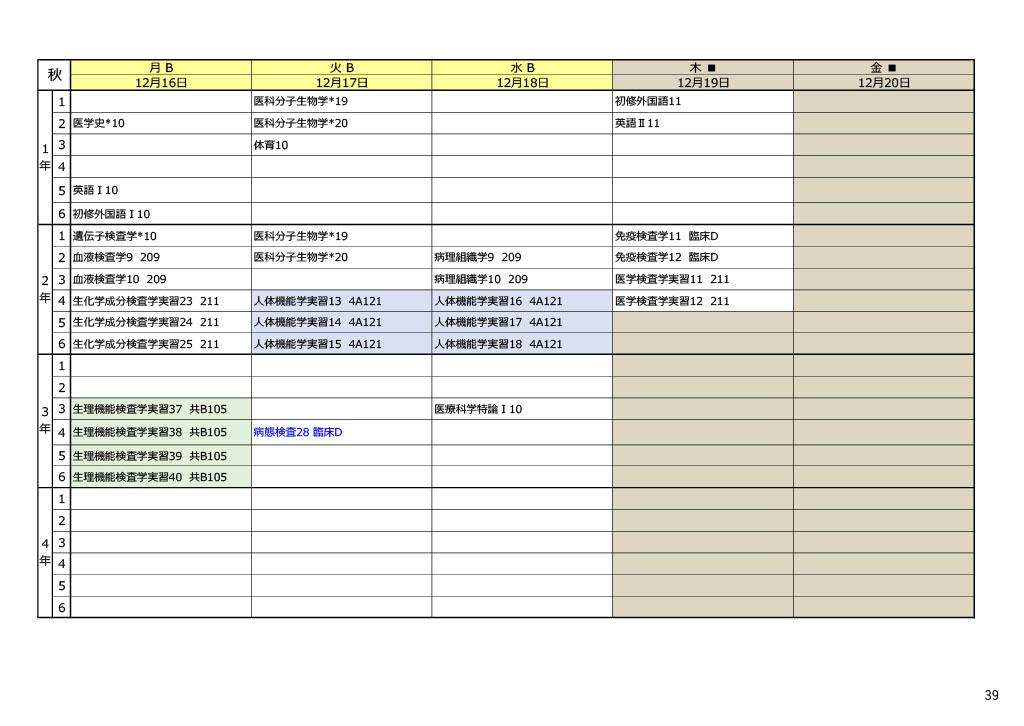 秋 月 B 火 B 水 B 木 ■ 金 ■
12月16日 12月17日 12月18日 12月19日 12月20日
1年
1 医科分子生物学*19 初修外国語11
2 医学史*10 医科分子生物学*20 英語Ⅱ11
3 体育10
4
5 英語Ⅰ10
6 初修外国語Ⅰ10
2年
1 遺伝子検査学*10 医科分子生物学*19 免疫検査学11 臨床D
2 血液検査学9 209 医科分子生物学*20 病理組織学9 209 免疫検査学12 臨床D
3 血液検査学10 209 病理組織学10 209 医学検査学実習11 211
4 生化学成分検査学実習23 211 人体機能学実習13 4A121 人体機能学実習16 4A121 医学検査学実習12 211
5 生化学成分検査学実習24 211 人体機能学実習14 4A121 人体機能学実習17 4A121
6 生化学成分検査学実習25 211 人体機能学実習15 4A121 人体機能学実習18 4A121
3年
1
2
3 生理機能検査学実習37 共B105 医療科学特論Ⅰ10
4 生理機能検査学実習38 共B105 病態検査28 臨床D
5 生理機能検査学実習39 共B105
6 生理機能検査学実習40 共B105
4年
1
2
3
4
5
6
39